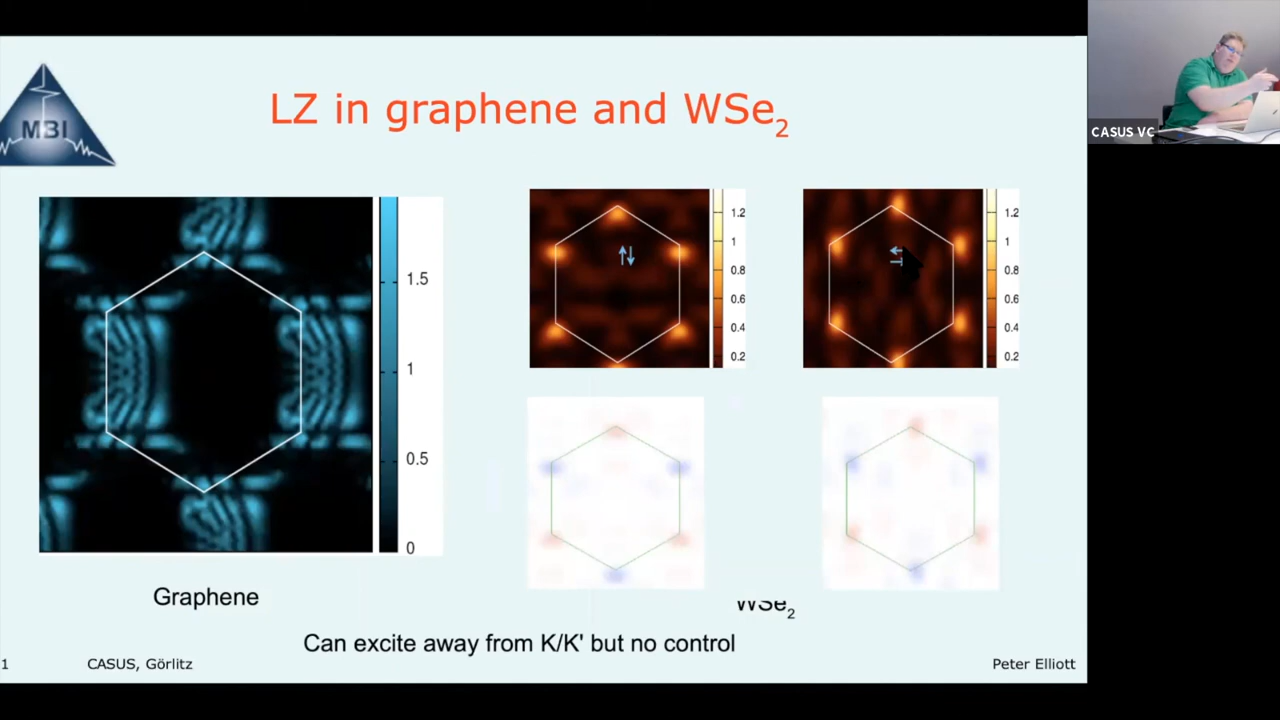 LZ in graphene and WSe2
MBI
CASUS VC
1.5
1
0.5
0
1.2
1
0.8
0.6
0.4
0.2
1.2
1
0.8
0.6
0.4
0.2
Graphene
WSe2
Can excite away from K/K' but no control
1
CASUS, Görlitz
Peter Elliott